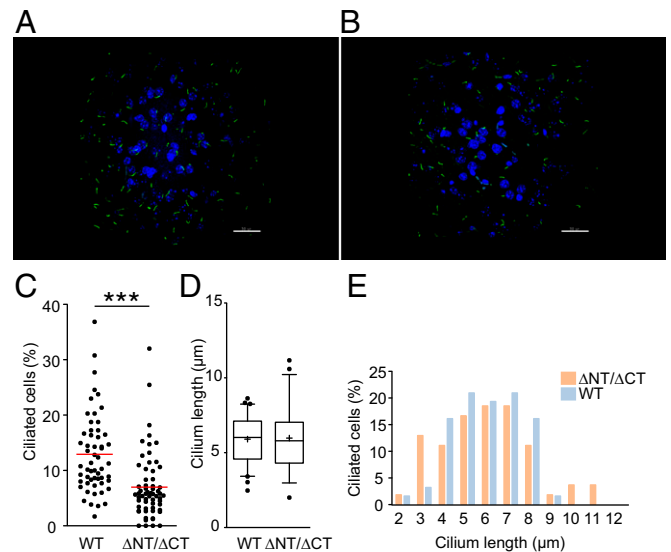 A
B
C
D
E
***
40
30
20
10
0
Ciliated cells (%)
WT ΔNT/ΔCT
15
10
5
0
Cilium length (µm)
WT ΔNT/ΔCT
ΔNT/ΔCT
WT
25
20
15
10
5
0
Ciliated cells (%)
2 3 4 5 6 7 8 9 10 11 12
Cilium length (µm)